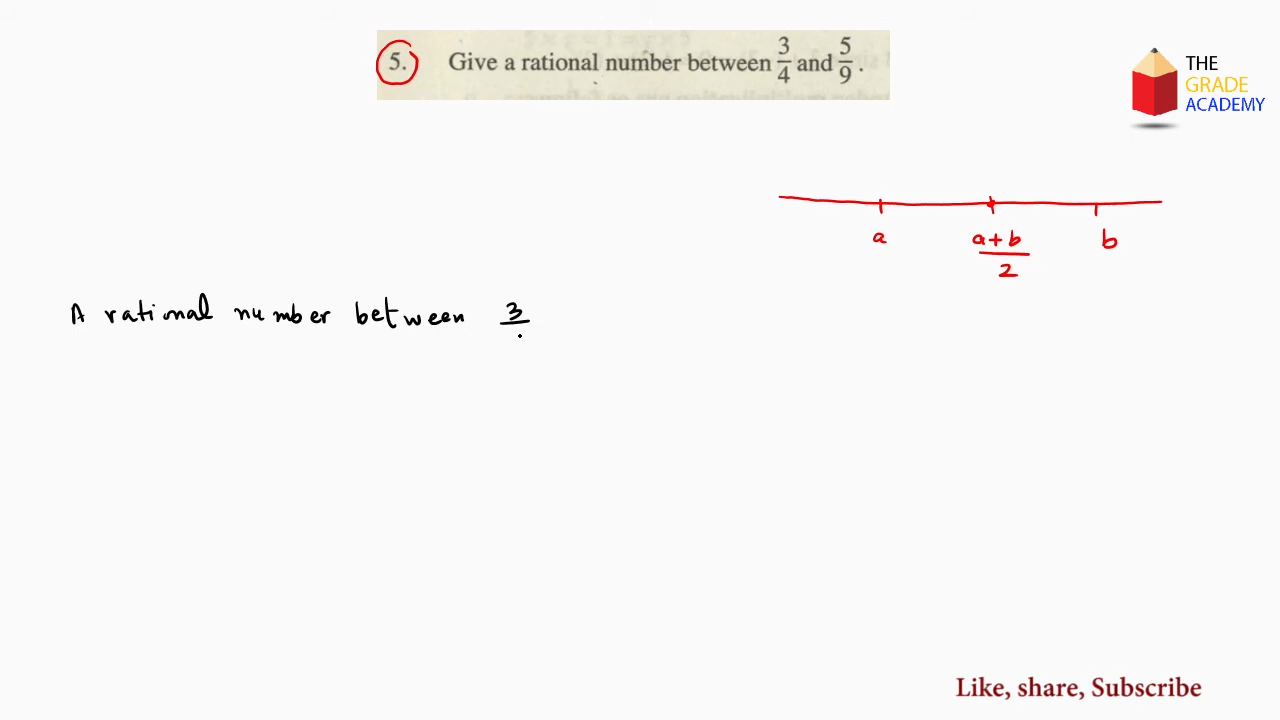 5. Give a rational number between 3/4 and 5/9 .
THE
GRADE
ACADEMY
a
a+b
2
b
A rational number between 3
Like, share, Subscribe